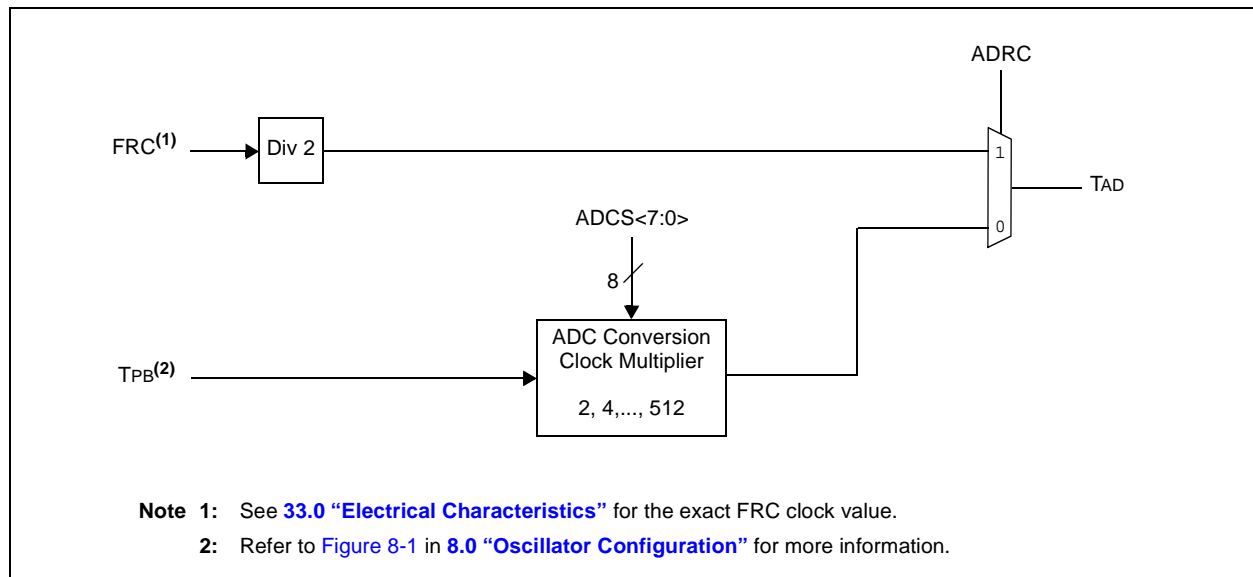 ADRC
FRC(1)
Div 2
1
TAD
ADCS<7:0>
0
8
ADC Conversion
Clock Multiplier
TPB(2)
2, 4,..., 512
Note 1: See 33.0 “Electrical Characteristics” for the exact FRC clock value.
2: Refer to Figure 8-1 in 8.0 “Oscillator Configuration” for more information.